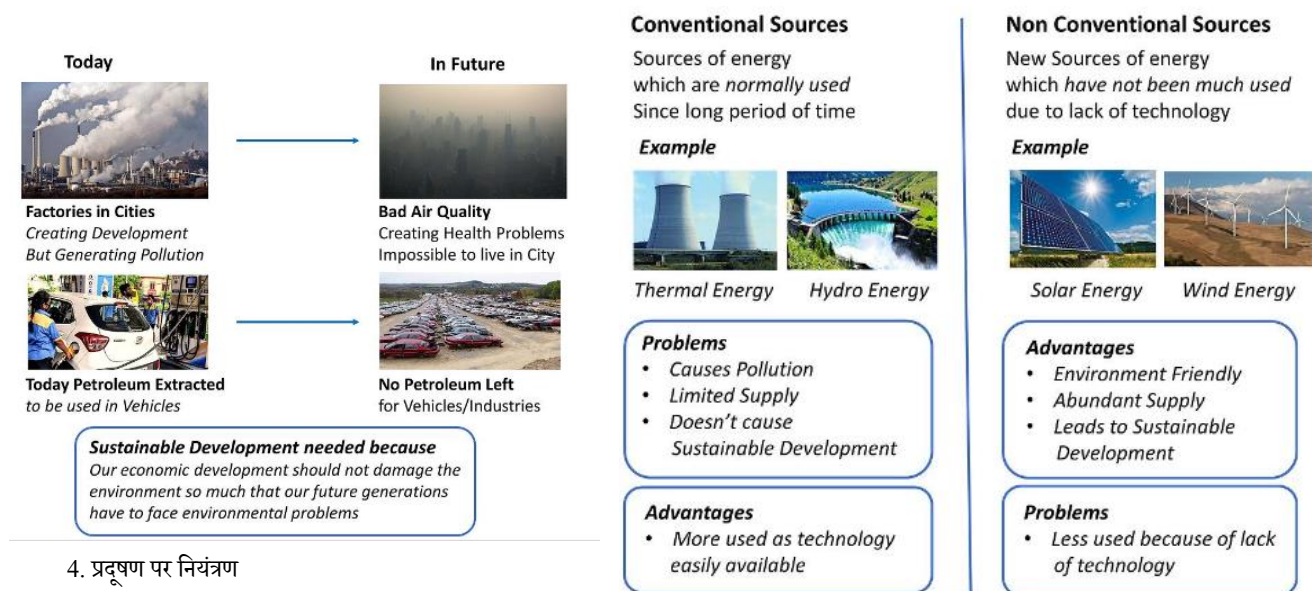 Today
In Future
Factories in Cities
Creating Development
But Generating Pollution
Bad Air Quality
Creating Health Problems
Impossible to live in City
Today Petroleum Extracted
to be used in Vehicles
No Petroleum Left
for Vehicles/Industries
Sustainable Development needed because
Our economic development should not damage the
environment so much that our future generations
have to face environmental problems
4. प्रदूषण पर नियंत्रण
Conventional Sources
Sources of energy
which are normally used
Since long period of time
Example
Thermal Energy
Hydro Energy
Problems
• Causes Pollution
• Limited Supply
• Doesn't cause
Sustainable Development
Advantages
• More used as technology
easily available
Non Conventional Sources
New Sources of energy
which have not been much used
due to lack of technology
Example
Solar Energy
Wind Energy
Advantages
• Environment Friendly
• Abundant Supply
• Leads to Sustainable
Development
Problems
• Less used because of lack
of technology